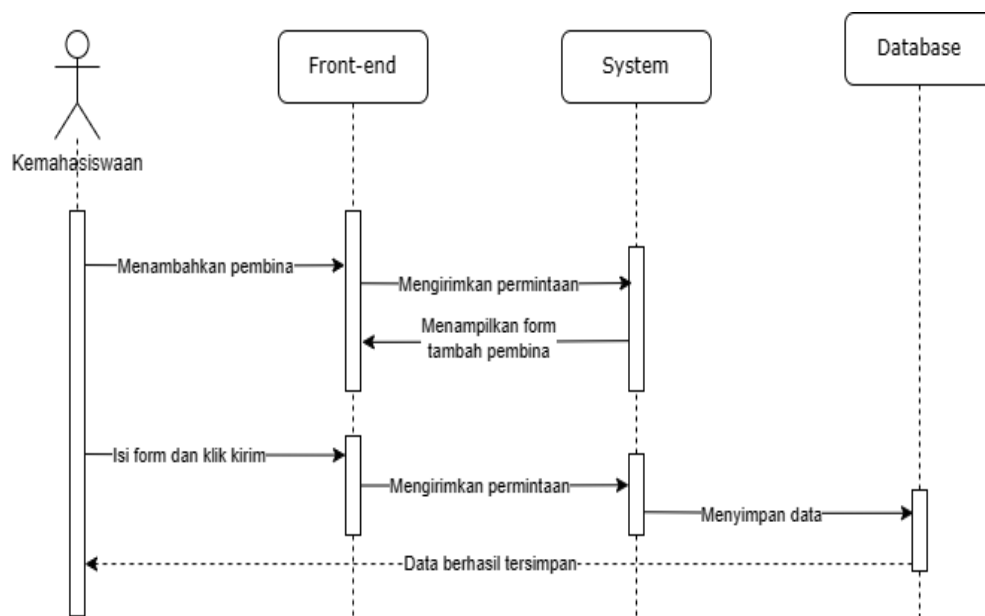 Front-end
System
Database
Kemahasiswaan
Menambahkan pembina
Mengirimkan permintaan
Menampilkan form
tambah pembina
Isi form dan klik kirim
Mengirimkan permintaan
Menyimpan data
Data berhasil tersimpan